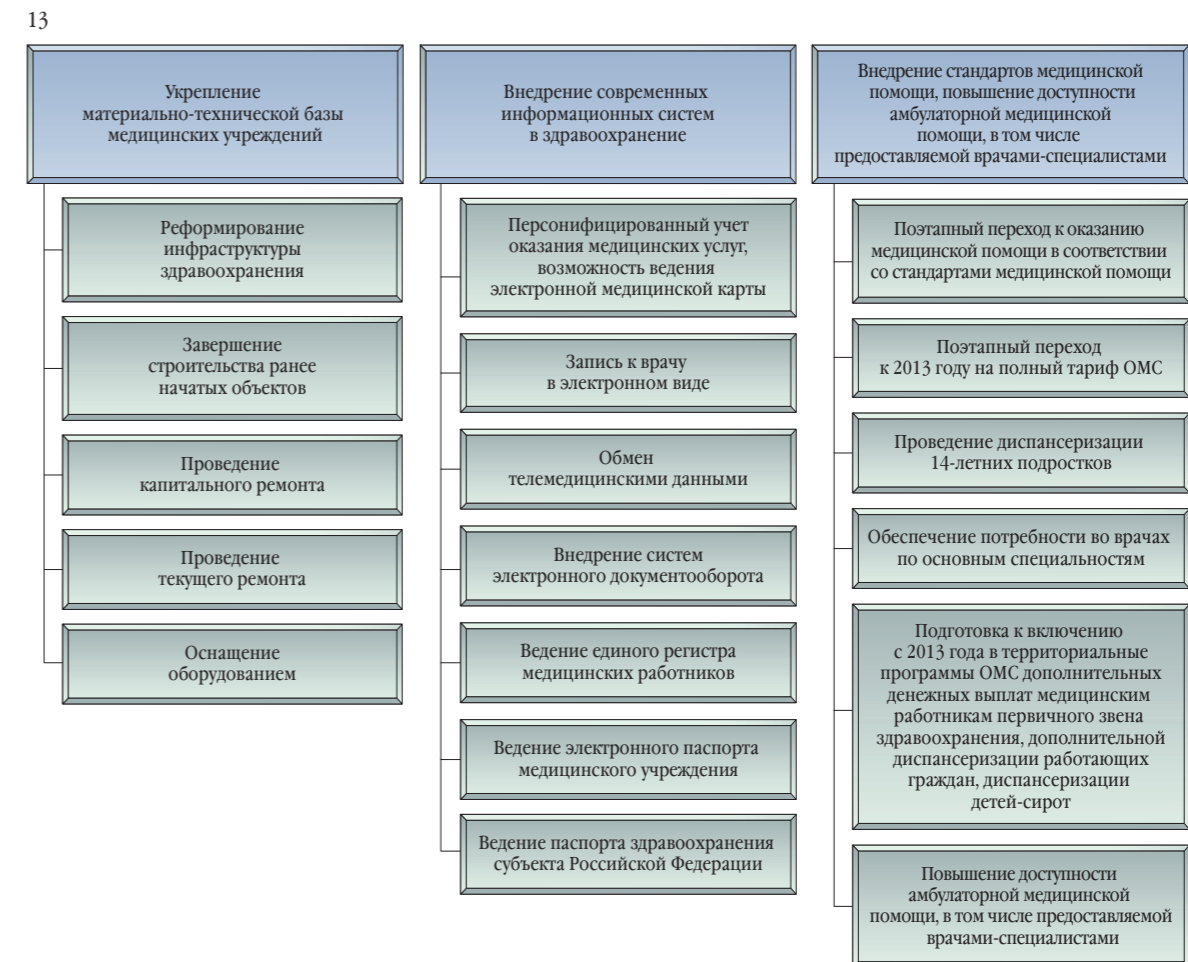 13
Укрепление
материально-технической базы
медицинских учреждений
Реформирование
инфраструктуры
здравоохранения
Завершение
строительства ранее
начатых объектов
Проведение
капитального ремонта
Проведение
текущего ремонта
Оснащение
оборудованием
Внедрение современных
информационных систем
в здравоохранение
Персонифицированный учет
оказания медицинских услуг,
возможность ведения
электронной медицинской карты
Запись к врачу
в электронном виде
Обмен
телемедицинскими данными
Внедрение систем
электронного документооборота
Ведение единого регистра
медицинских работников
Ведение электронного паспорта
медицинского учреждения
Ведение паспорта здравоохранения
субъекта Российской Федерации
Внедрение стандартов медицинской
помощи, повышение доступности
амбулаторной медицинской
помощи, в том числе
предоставляемой врачами-специалистами
Поэтапный переход к оказанию
медицинской помощи в соответствии
со стандартами медицинской помощи
Поэтапный переход
к 2013 году на полный тариф ОМС
Проведение диспансеризации
14-летних подростков
Обеспечение потребности во врачах
по основным специальностям
Подготовка к включению
с 2013 года в территориальные
программы ОМС дополнительных
денежных выплат медицинским
работникам первичного звена
здравоохранения, дополнительной
диспансеризации работающих
граждан, диспансеризации
детей-сирот
Повышение доступности
амбулаторной медицинской
помощи, в том числе предоставляемой
врачами-специалистами